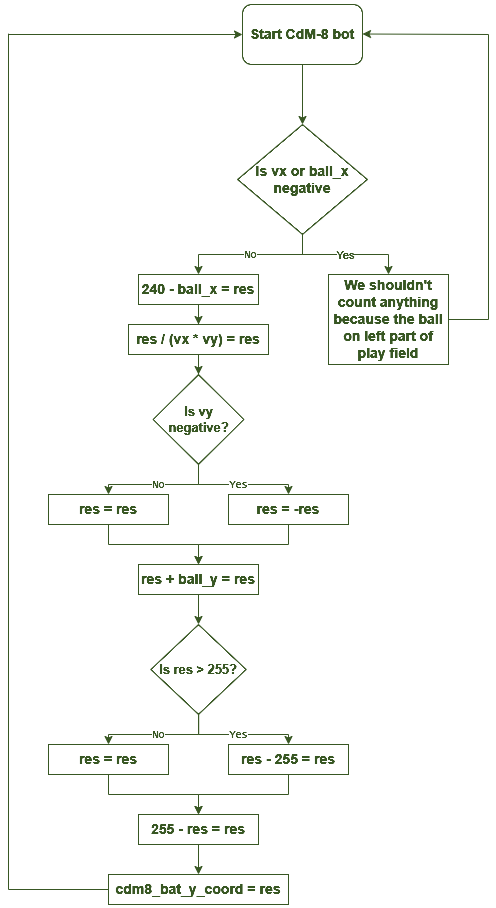 Start CdM-8 bot
Is vx or ball_x
negative
No
Yes
240 - ball_x = res
We shouldn't
count anything
because the ball
on left part of
play field
res / (vx * vy) = res
Is vy
negative?
No
Yes
res = res
res = -res
res + ball_y = res
Is res > 255?
No
Yes
res = res
res - 255 = res
255 - res = res
cdm8_bat_y_coord = res